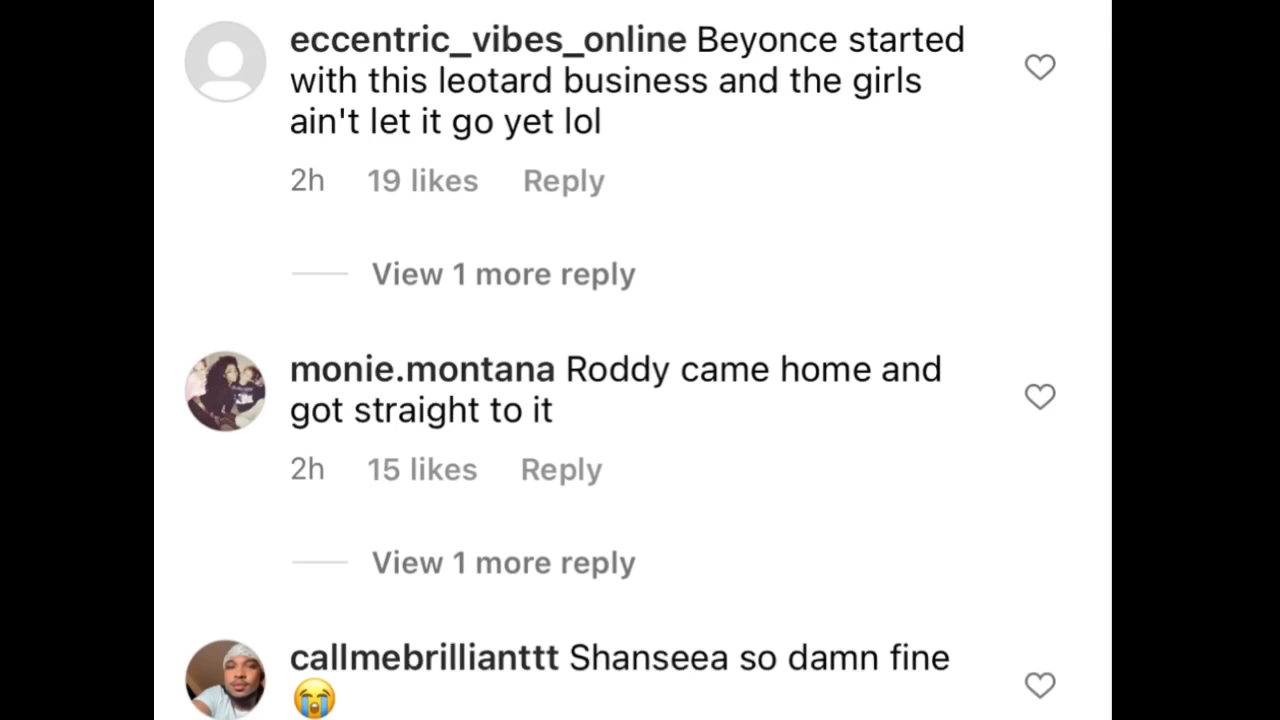 eccentric_vibes_online Beyonce started
with this leotard business and the girls
ain't let it go yet lol
2h 19 likes Reply
View 1 more reply
monie.montana Roddy came home and
got straight to it
2h 15 likes Reply
View 1 more reply
callmebrillianttt Shanseea so damn fine
😭